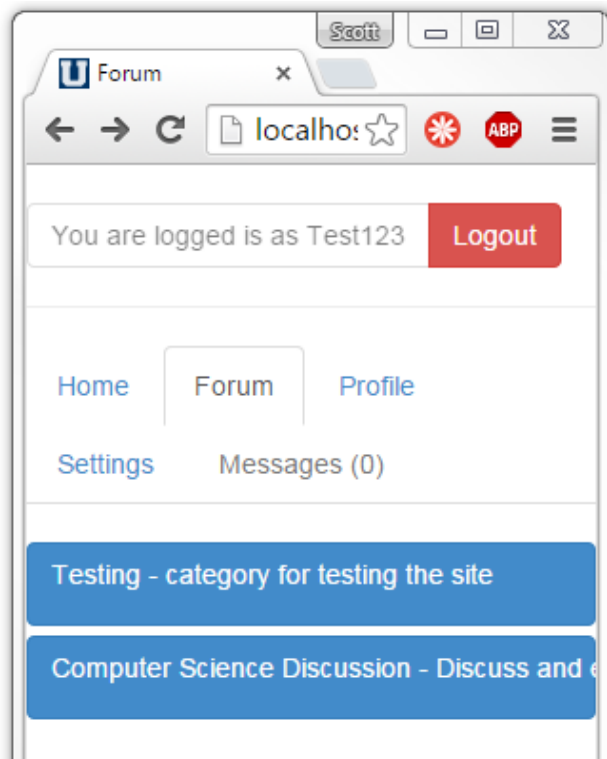 Scott
U Forum
localhos
ABP
You are logged is as Test123 Logout
Home Forum Profile
Settings Messages (0)
Testing - category for testing the site
Computer Science Discussion - Discuss and e